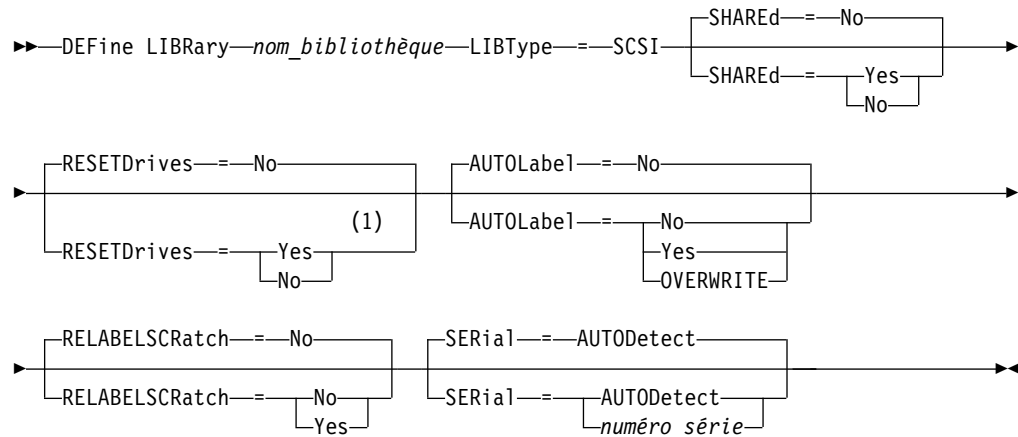 SHAREd = No
DEFine LIBRary nom_bibliothèque LIBType = SCSI
SHAREd = Yes
No
RESETDrives = No
AUTOLabel = No
(1)
RESETDrives = Yes
No
AUTOLabel = No
Yes
OVERWRITE
RELABELSCRatch = No
SERial = AUTODetect
RELABELSCRatch = No
Yes
SERial = AUTODetect
numéro série